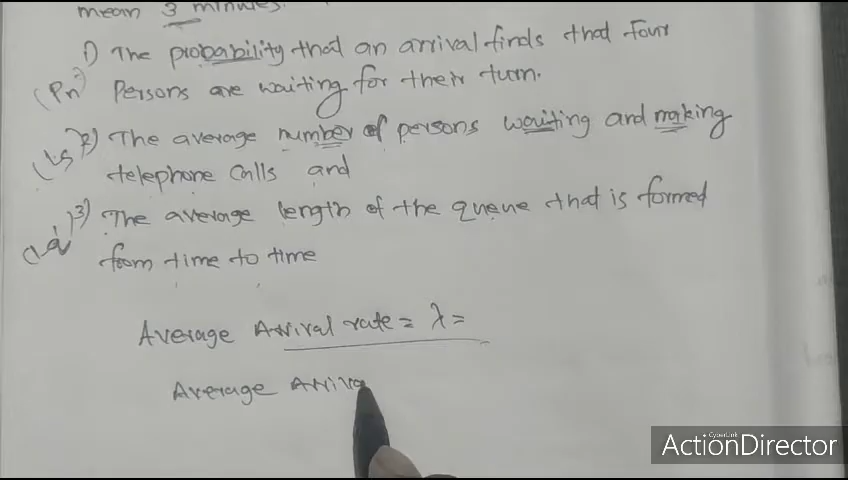 mean 3 minutes.
1) The probability that an arrival finds that four
(Pn) Persons are waiting for their turn.
(Ls) 2) The average number of persons waiting and making
telephone calls and
3) The average length of the queue that is formed
from time to time
Average Arrival rate = λ =
Average Arriva
CyberLink
ActionDirector